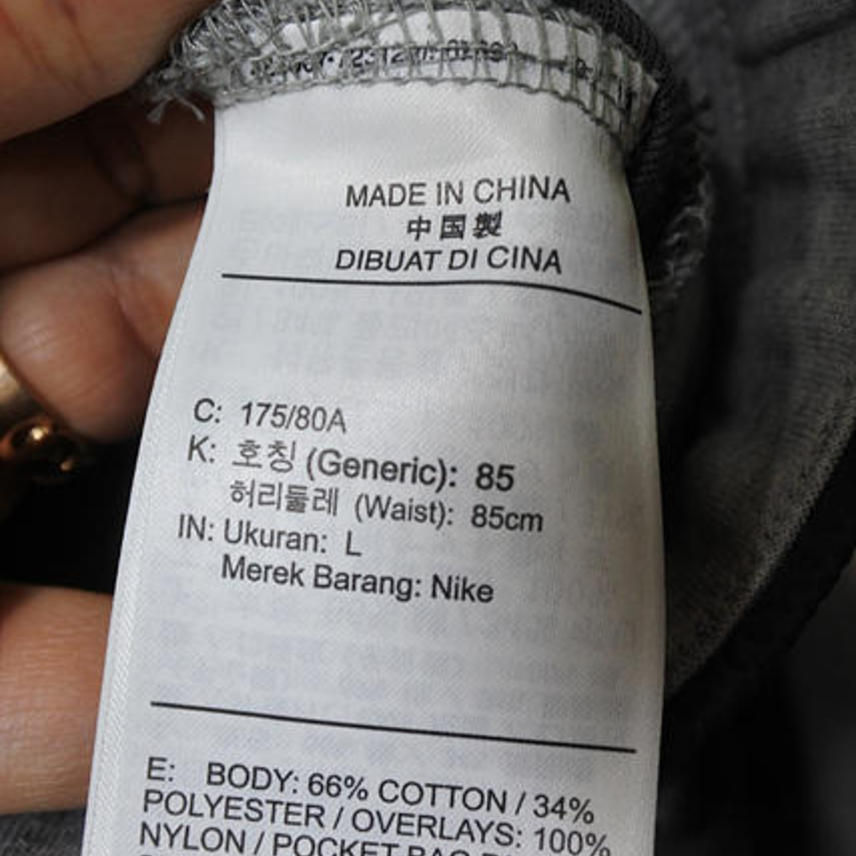 MADE IN CHINA
中国製
DIBUAT DI CINA
C: 175/80A
K: 호칭 (Generic): 85
허리둘레 (Waist): 85cm
IN: Ukuran: L
Merek Barang: Nike
E: BODY: 66% COTTON / 34%
POLYESTER / OVERLAYS: 100%
NYLON / POCKET BAG